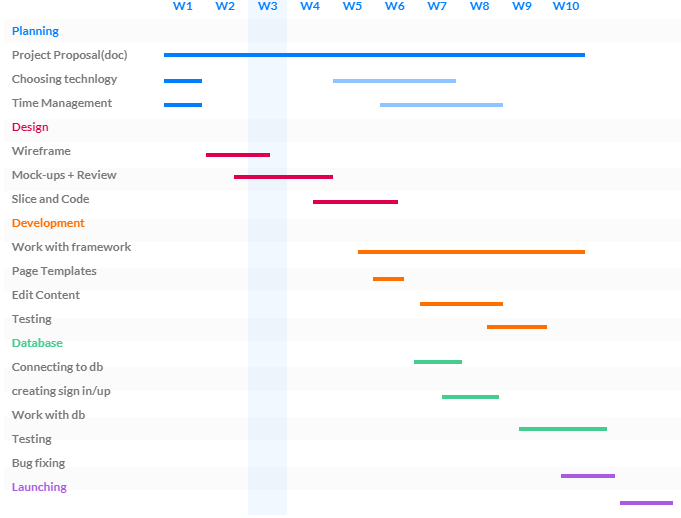 W1 W2 W3 W4 W5 W6 W7 W8 W9 W10
Planning
Project Proposal(doc)
Choosing technlogy
Time Management
Design
Wireframe
Mock-ups + Review
Slice and Code
Development
Work with framework
Page Templates
Edit Content
Testing
Database
Connecting to db
creating sign in/up
Work with db
Testing
Bug fixing
Launching